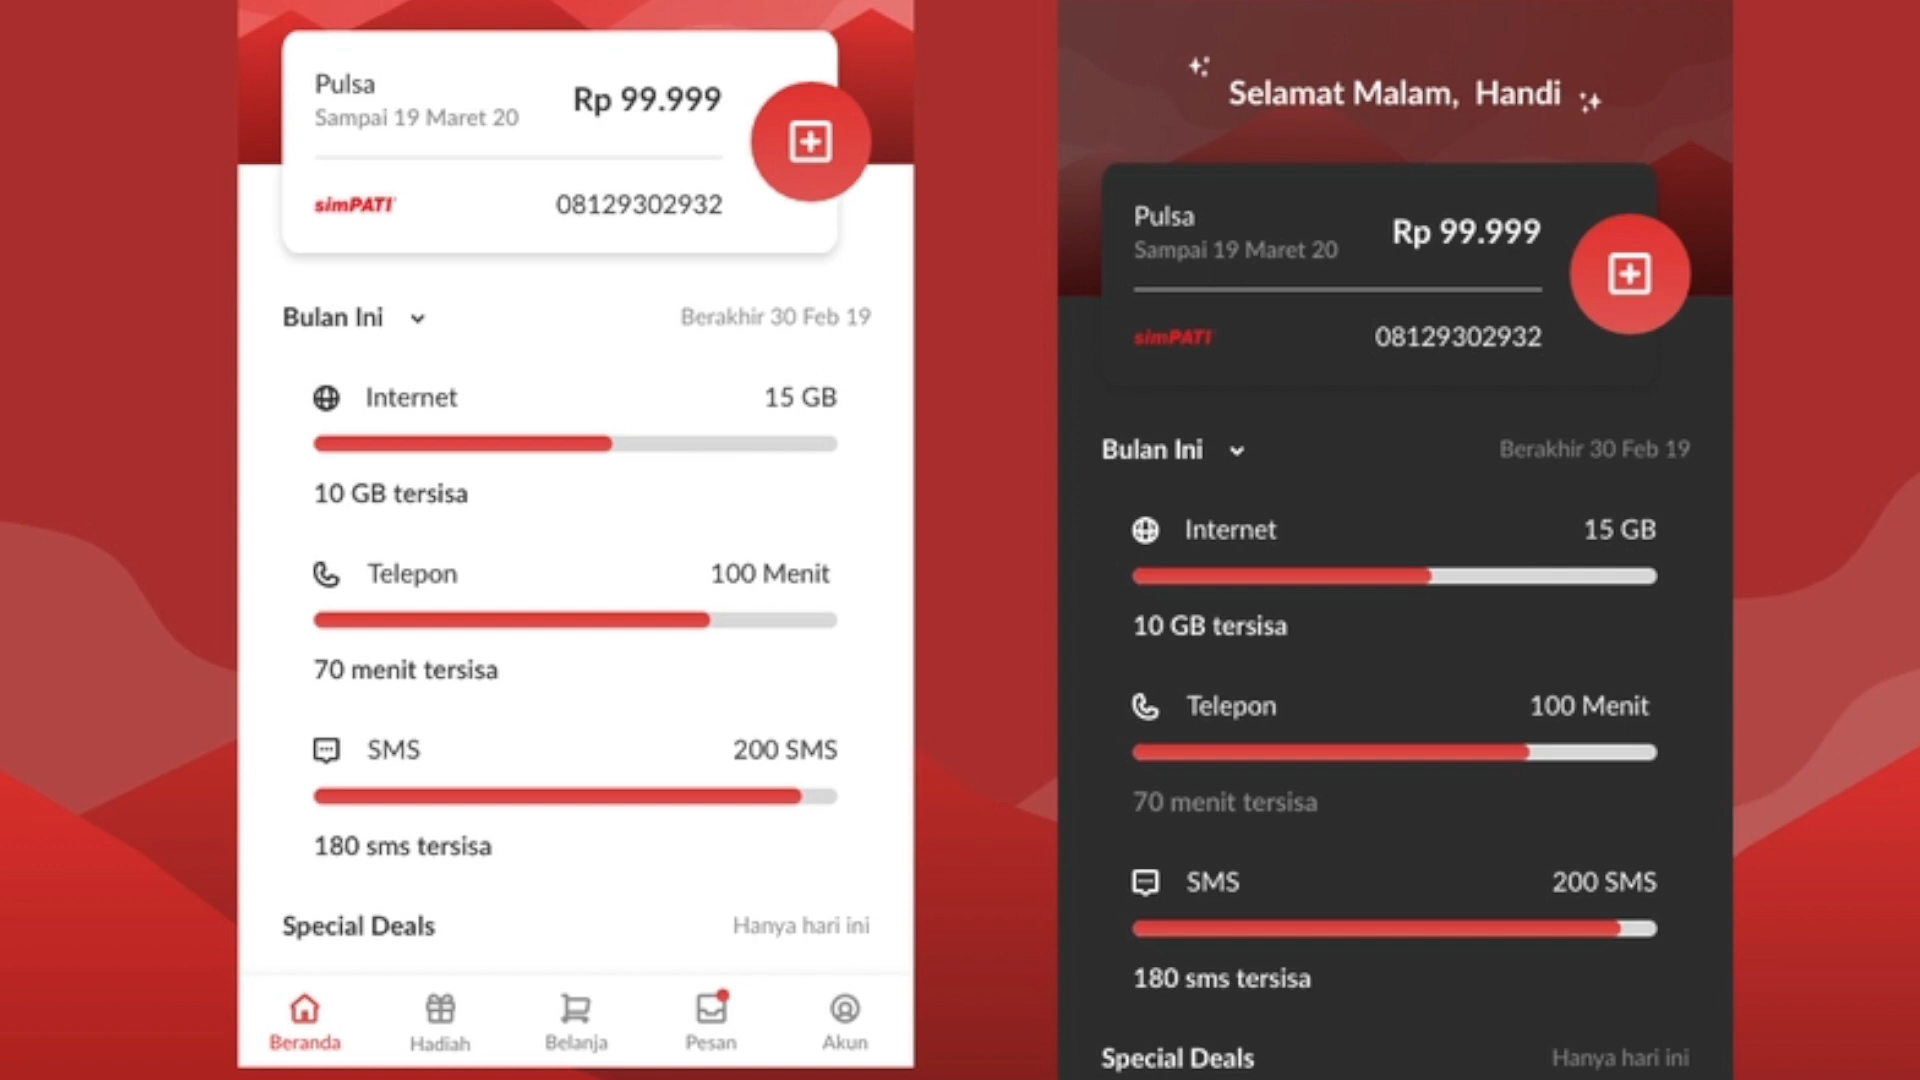 Pulsa
Sampai 19 Maret 20
Rp 99.999
simPATI
08129302932
Bulan Ini
Berakhir 30 Feb 19
Internet
15 GB
10 GB tersisa
Telepon
100 Menit
70 menit tersisa
SMS
200 SMS
180 sms tersisa
Special Deals
Hanya hari ini
Beranda
Hadiah
Belanja
Pesan
Akun
Selamat Malam, Handi
Pulsa
Sampai 19 Maret 20
Rp 99.999
simPATI
08129302932
Bulan Ini
Berakhir 30 Feb 19
Internet
15 GB
10 GB tersisa
Telepon
100 Menit
70 menit tersisa
SMS
200 SMS
180 sms tersisa
Special Deals
Hanya hari ini